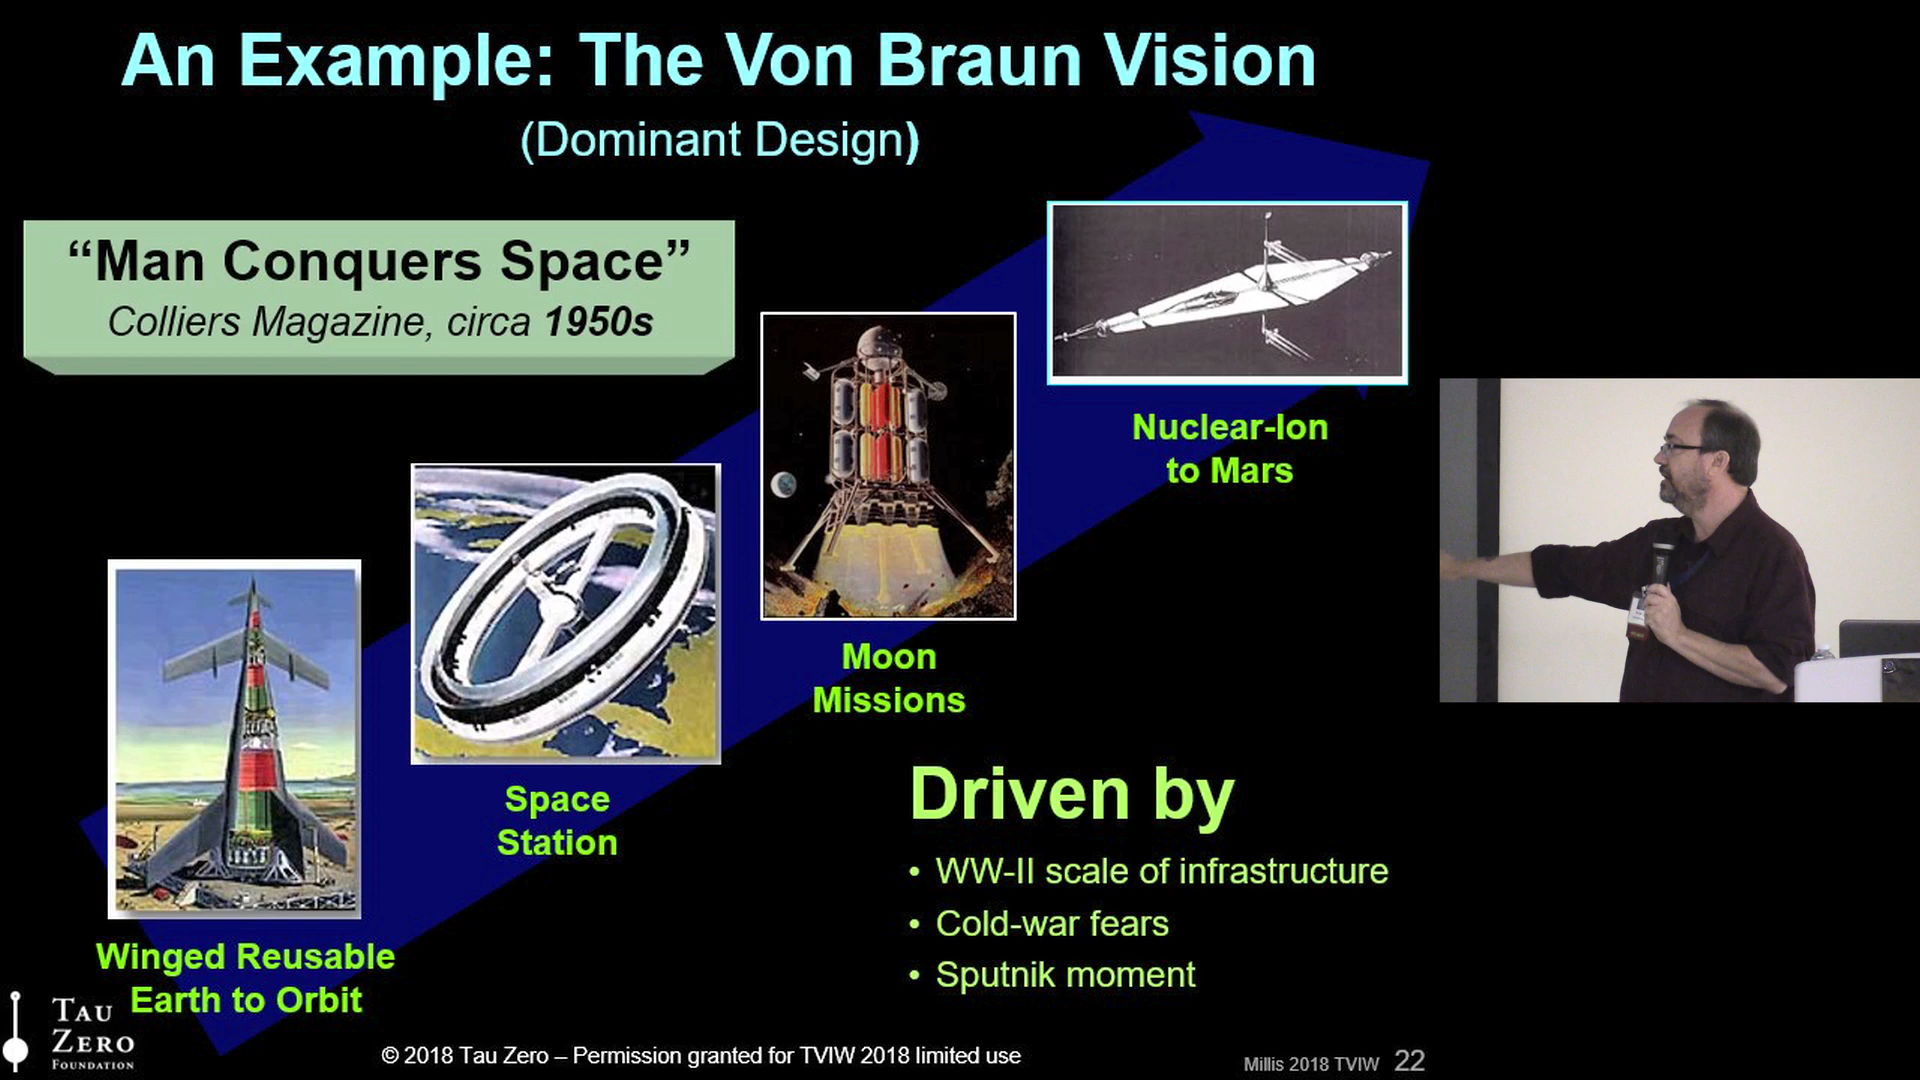 An Example: The Von Braun Vision
(Dominant Design)
“Man Conquers Space”
Colliers Magazine, circa 1950s
Nuclear-Ion
to Mars
Moon
Missions
Space
Station
Winged Reusable
Earth to Orbit
Driven by
• WW-II scale of infrastructure
• Cold-war fears
• Sputnik moment
TAU
ZERO
FOUNDATION
© 2018 Tau Zero – Permission granted for TVIW 2018 limited use
Millis 2018 TVIW 22